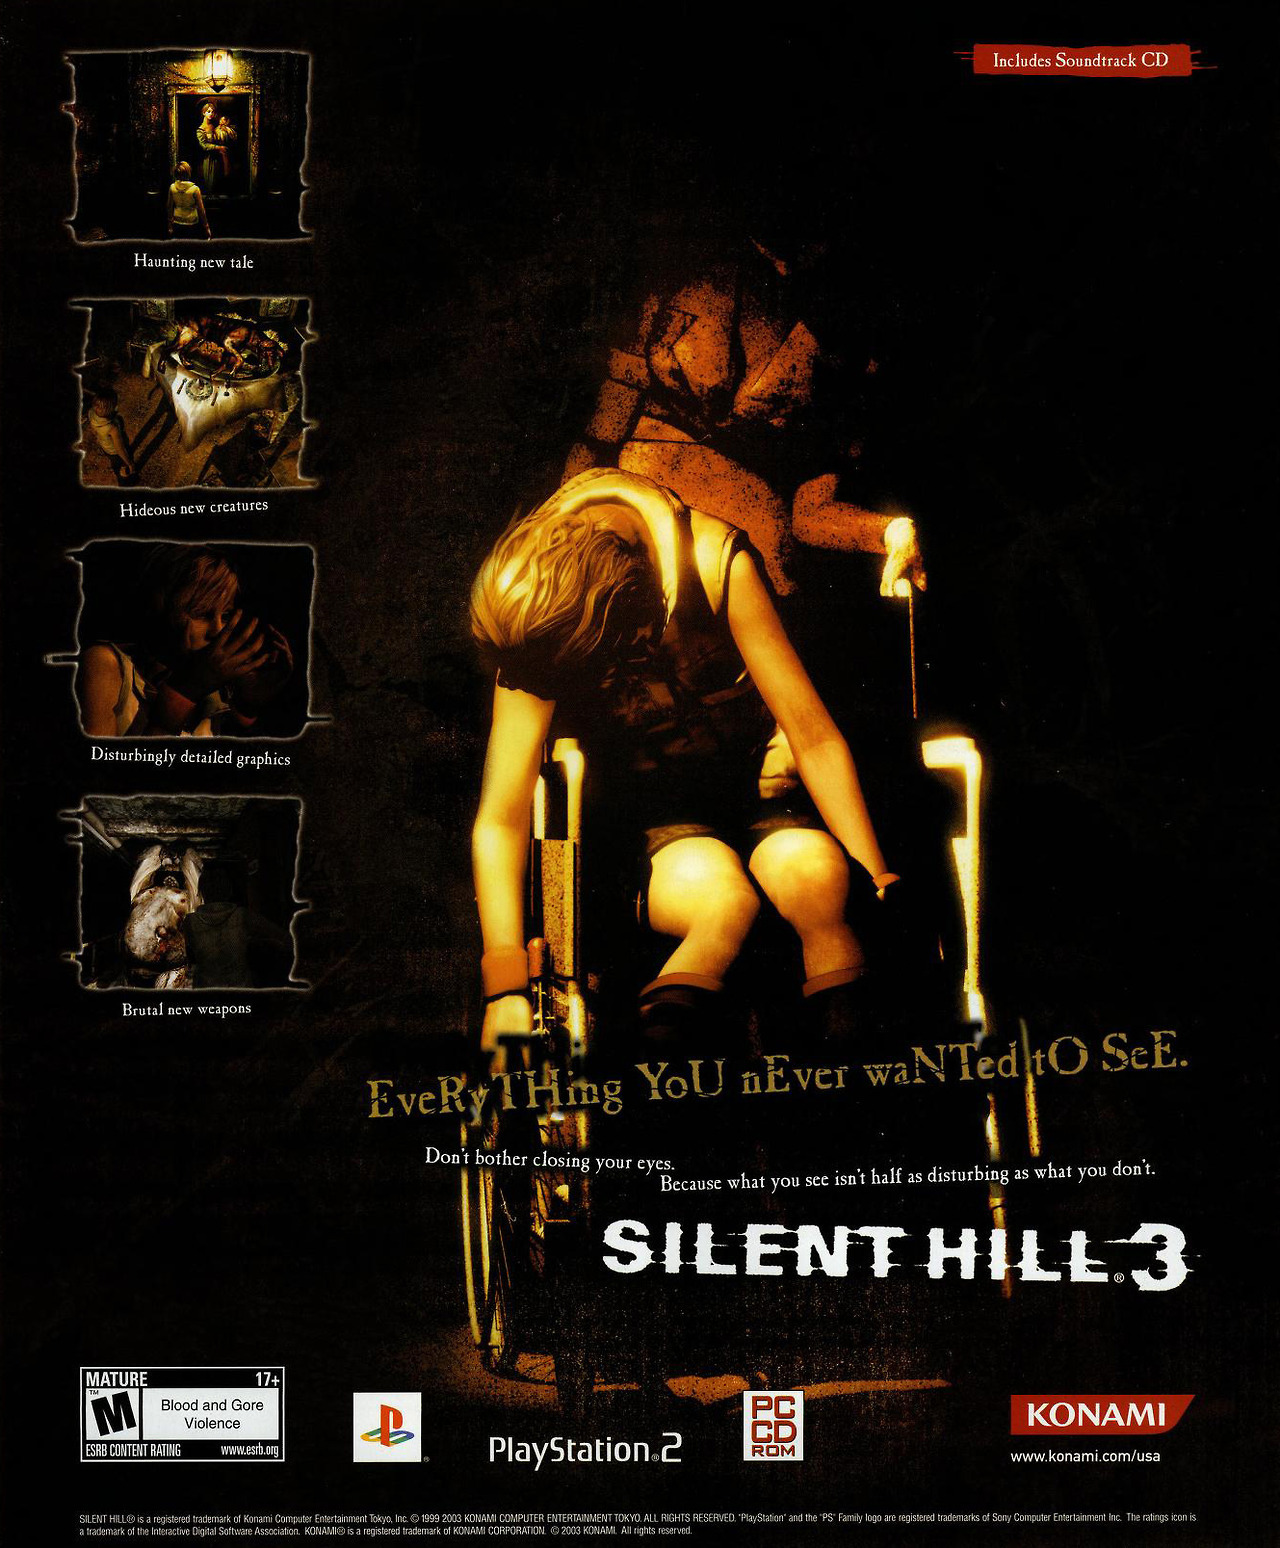 Includes Soundtrack CD
Haunting new tale
Hideous new creatures
Disturbingly detailed graphics
Brutal new weapons
EveRyTHing YoU nEver waNTed tO SeE.
Don't bother closing your eyes.
Because what you see isn't half as disturbing as what you don't.
SILENT HILL® 3
MATURE 17+
TM
M
Blood and Gore
Violence
ESRB CONTENT RATING www.esrb.org
®
PlayStation®2
PC
CD
ROM
KONAMI
www.konami.com/usa
SILENT HILL® is a registered trademark of Konami Computer Entertainment Tokyo, Inc. © 1999 2003 KONAMI COMPUTER ENTERTAINMENT TOKYO. ALL RIGHTS RESERVED. "PlayStation" and the "PS" Family logo are registered trademarks of Sony Computer Entertainment Inc. The ratings icon is
a trademark of the Interactive Digital Software Association. KONAMI® is a registered trademark of KONAMI CORPORATION. © 2003 KONAMI. All rights reserved.